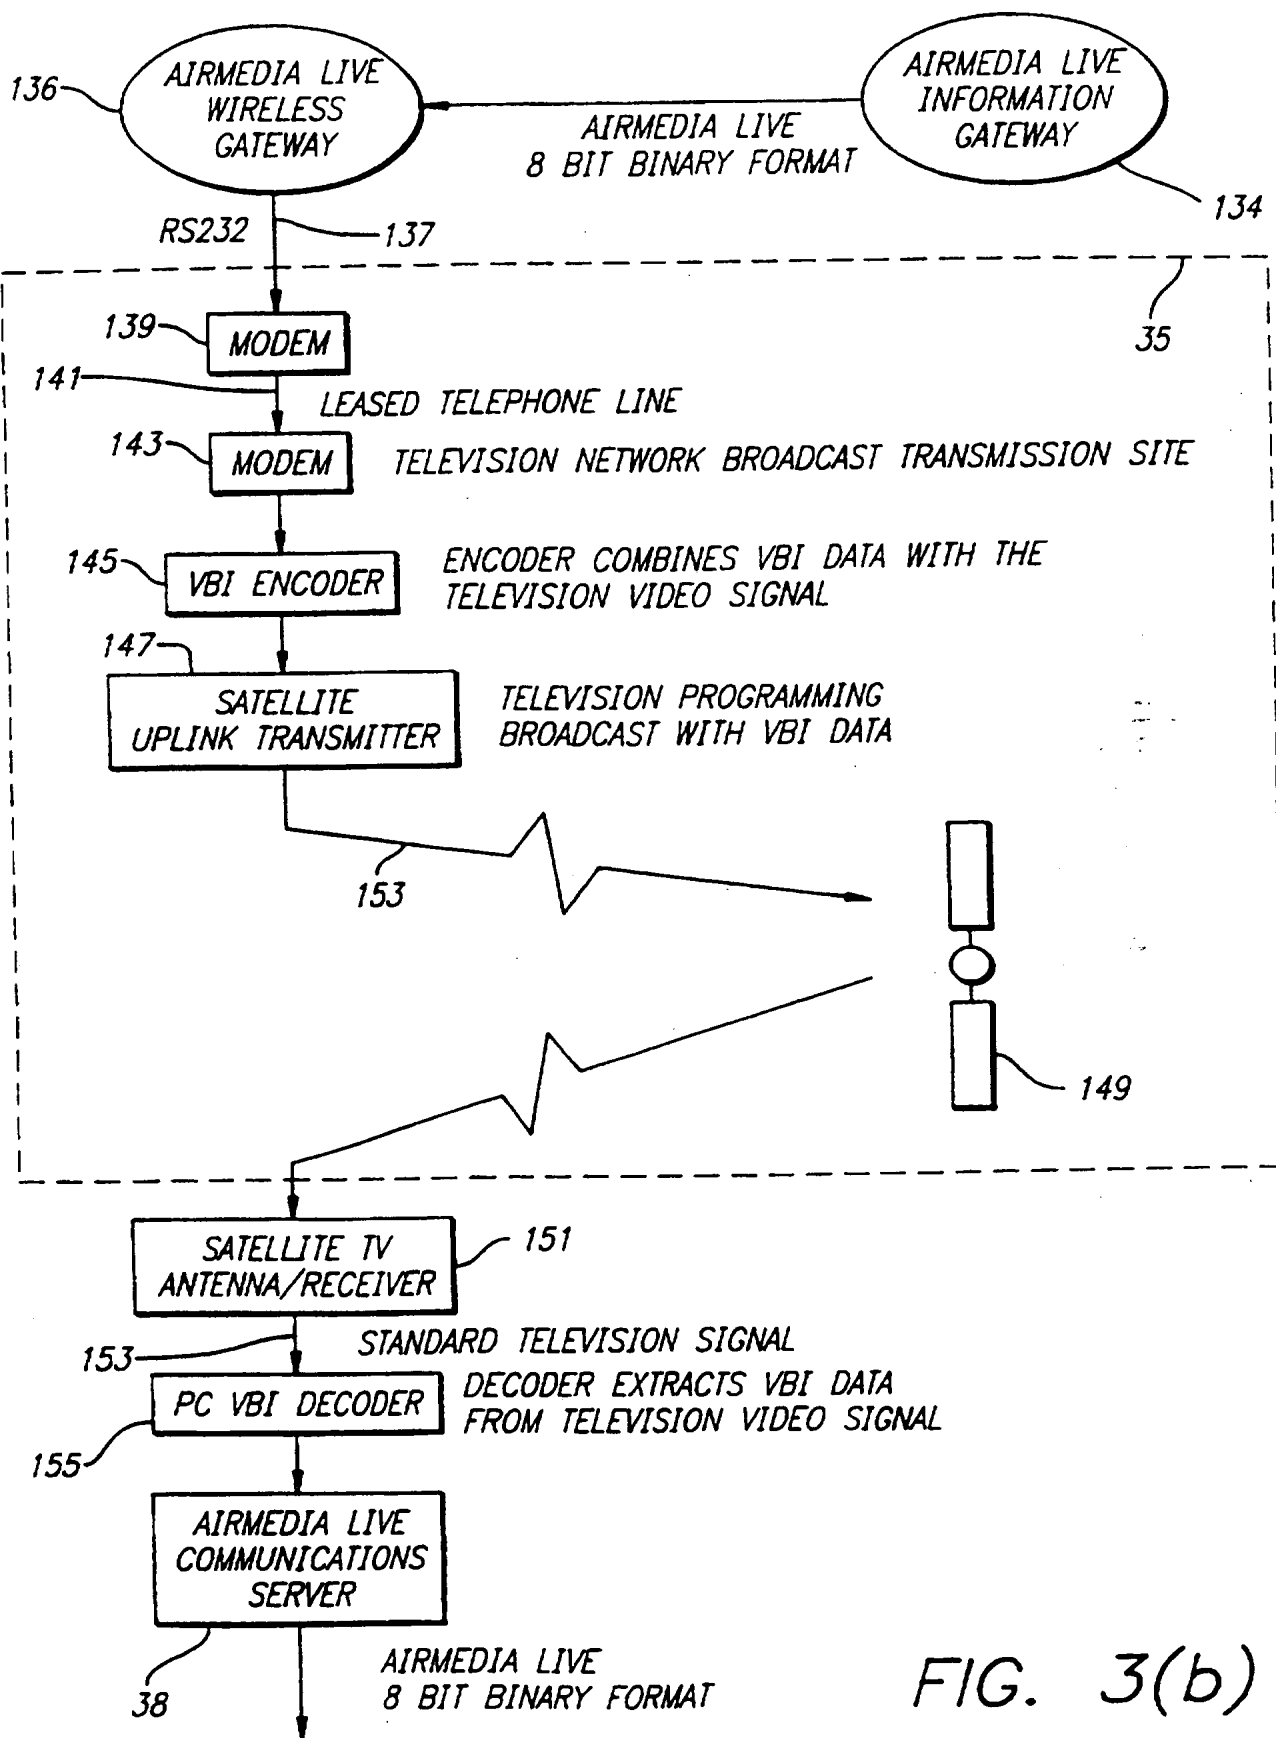 AIRMEDIA LIVE
WIRELESS
GATEWAY
136
AIRMEDIA LIVE
INFORMATION
GATEWAY
134
AIRMEDIA LIVE
8 BIT BINARY FORMAT
RS232
137
35
139
MODEM
141
LEASED TELEPHONE LINE
143
MODEM
TELEVISION NETWORK BROADCAST TRANSMISSION SITE
145
VBI ENCODER
ENCODER COMBINES VBI DATA WITH THE
TELEVISION VIDEO SIGNAL
147
SATELLITE
UPLINK TRANSMITTER
TELEVISION PROGRAMMING
BROADCAST WITH VBI DATA
153
149
SATELLITE TV
ANTENNA/RECEIVER
151
153
STANDARD TELEVISION SIGNAL
PC VBI DECODER
DECODER EXTRACTS VBI DATA
FROM TELEVISION VIDEO SIGNAL
155
AIRMEDIA LIVE
COMMUNICATIONS
SERVER
38
AIRMEDIA LIVE
8 BIT BINARY FORMAT
FIG. 3(b)